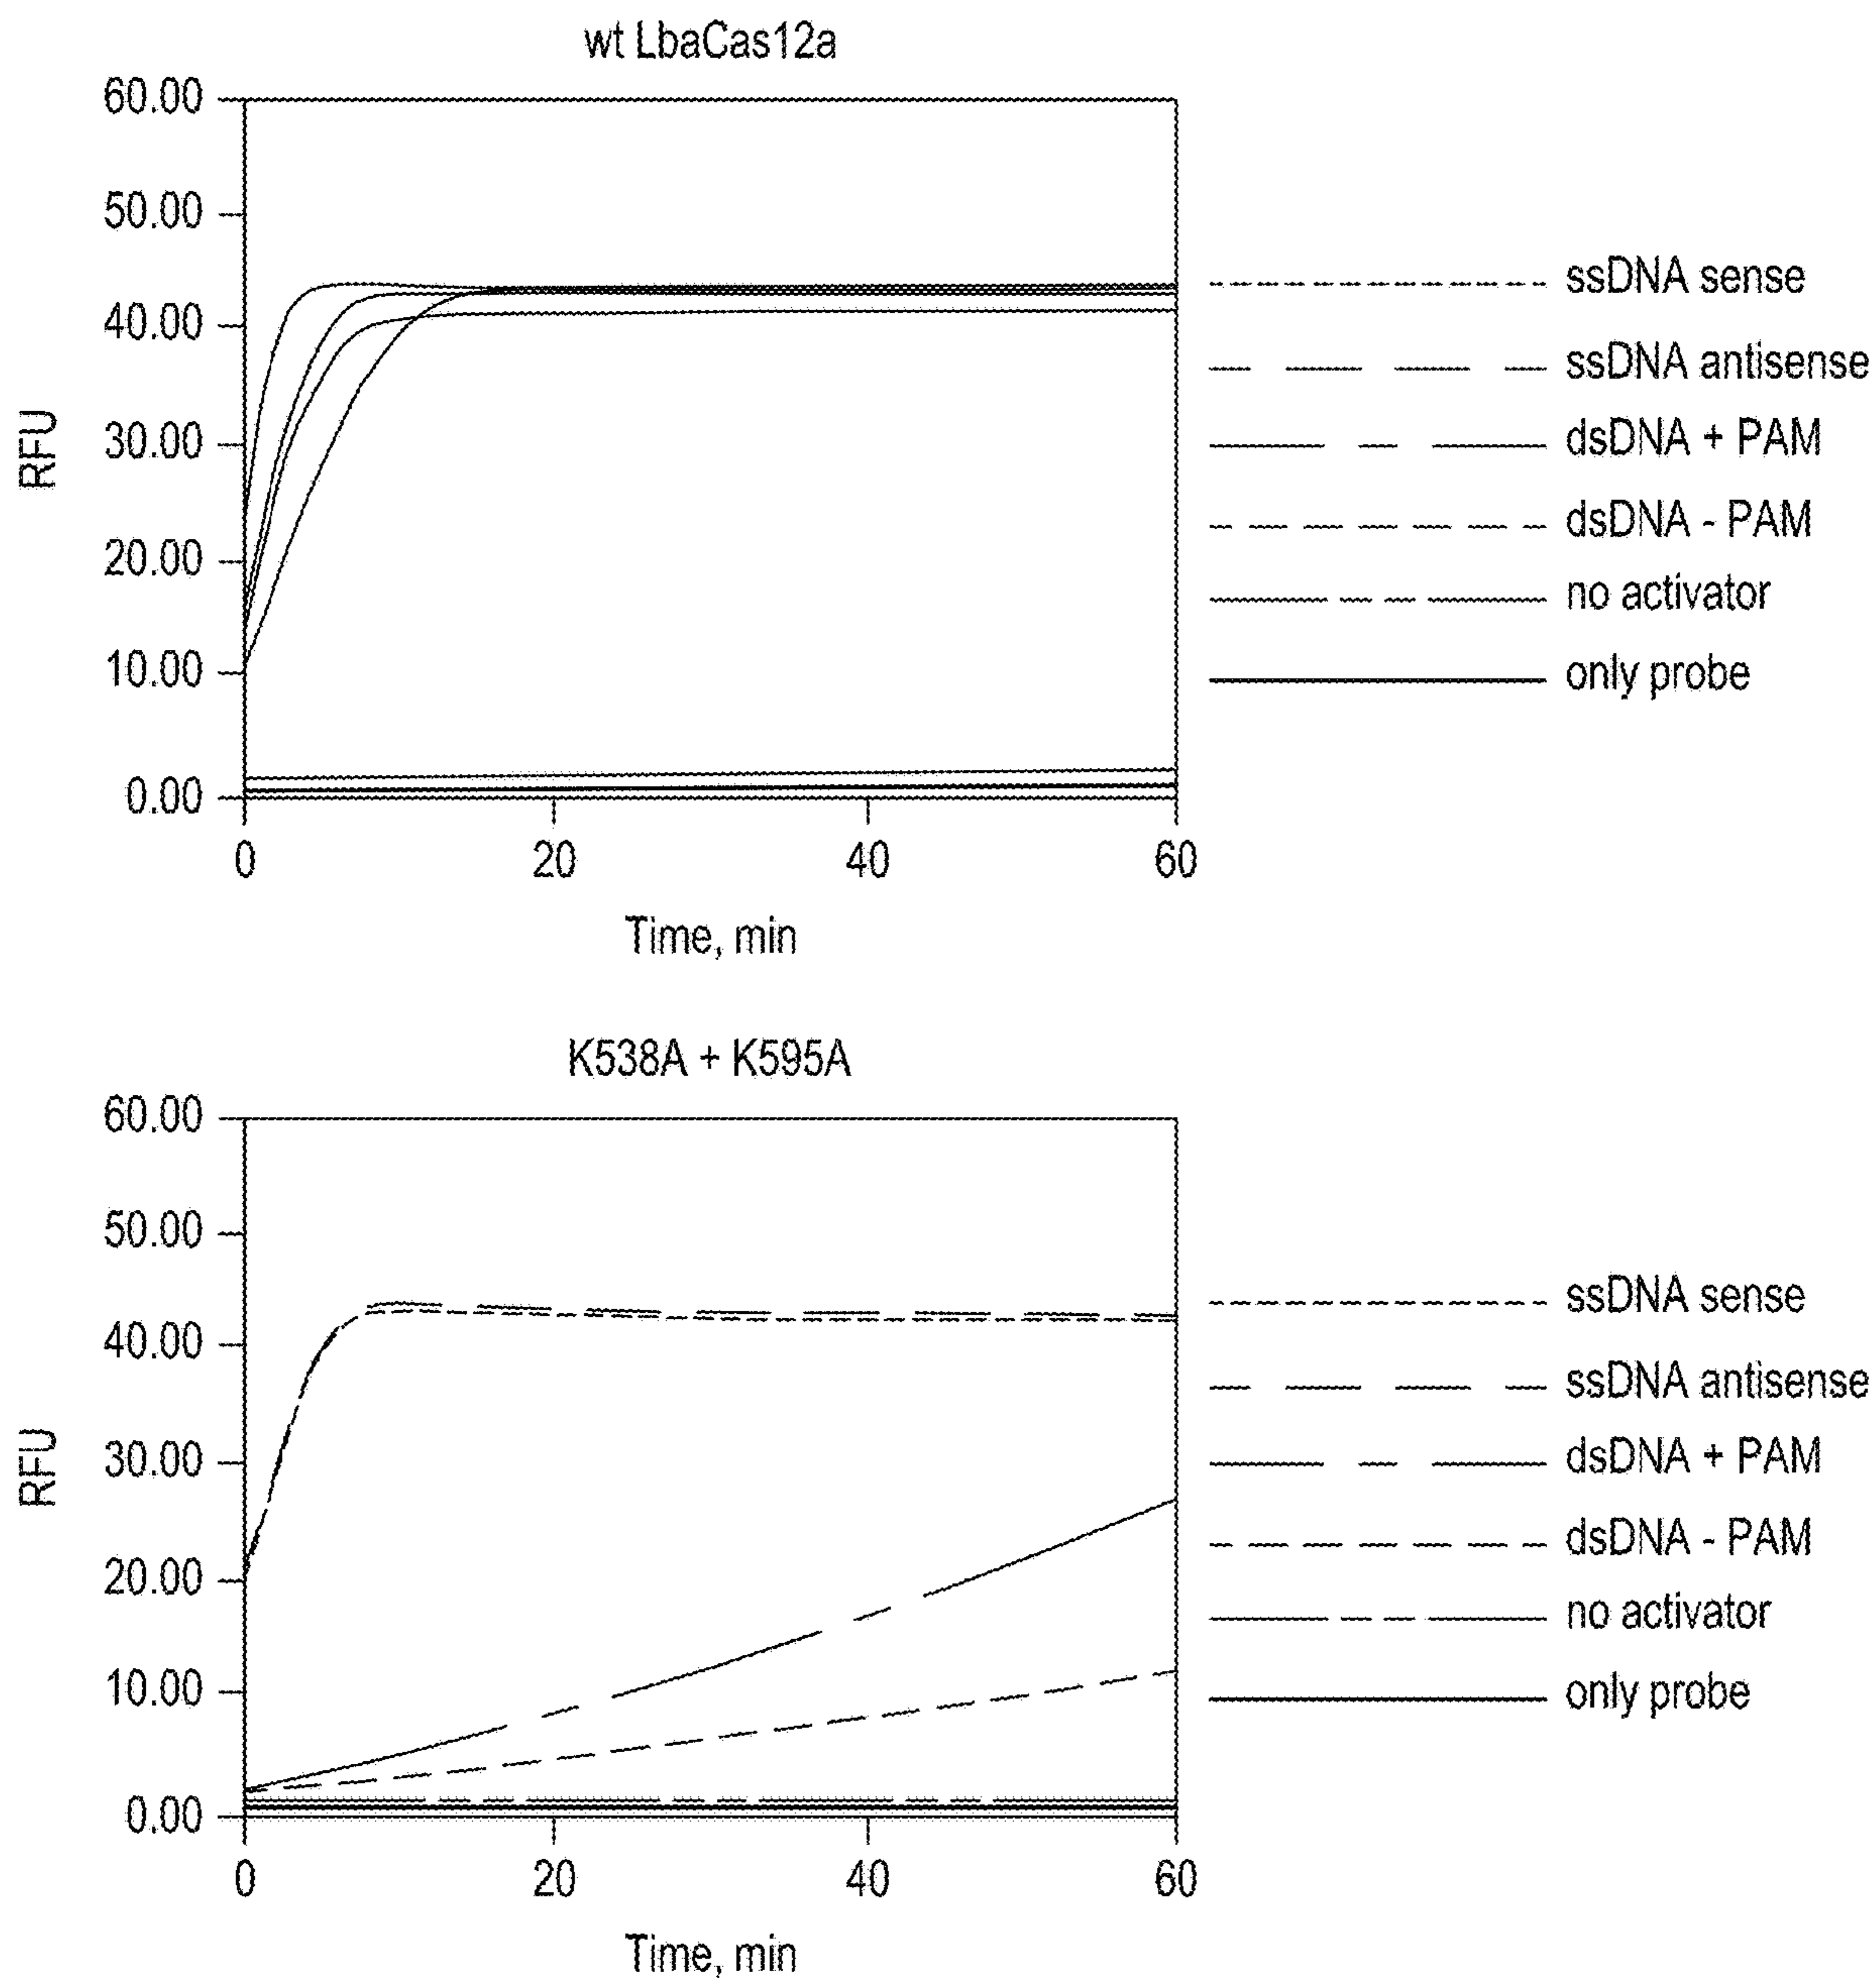 wt LbaCas12a
60.00
50.00
40.00
30.00
20.00
10.00
0.00
RFU
0 20 40 60
Time, min
ssDNA sense
ssDNA antisense
dsDNA + PAM
dsDNA - PAM
no activator
only probe
K538A + K595A
60.00
50.00
40.00
30.00
20.00
10.00
0.00
RFU
0 20 40 60
Time, min
ssDNA sense
ssDNA antisense
dsDNA + PAM
dsDNA - PAM
no activator
only probe